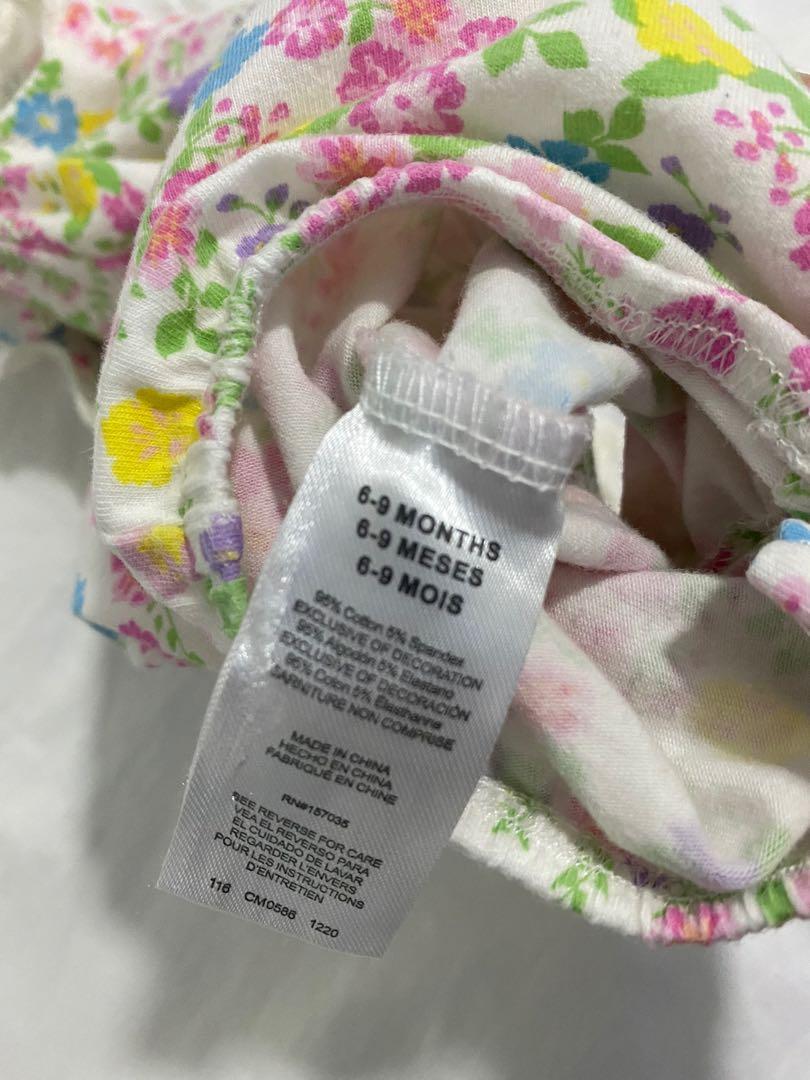 6-9 MONTHS
6-9 MESES
6-9 MOIS
95% Cotton 5% Spandex
EXCLUSIVE OF DECORATION
95% Algodón 5% Elastano
EXCLUSIVE OF DECORACIÓN
95% Coton 5% Élasthanne
GARNITURE NON COMPRISE
MADE IN CHINA
HECHO EN CHINA
FABRIQUÉ EN CHINE
RN#157035
SEE REVERSE FOR CARE
VEA EL REVERSO PARA
EL CUIDADO DE LAVAR
REGARDER L'ENVERS
POUR LES INSTRUCTIONS
D'ENTRETIEN
116 CM0586 1220